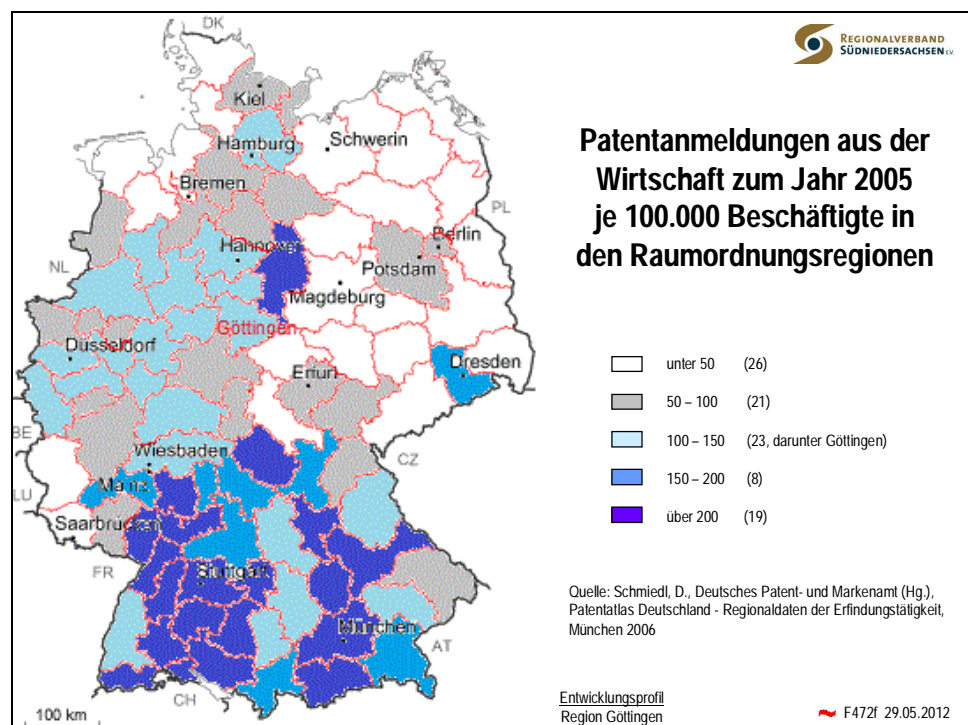 REGIONALVERBAND
SÜDNIEDERSACHSEN E.V.
Patentanmeldungen aus der
Wirtschaft zum Jahr 2005
je 100.000 Beschäftigte in
den Raumordnungsregionen
unter 50 (26)
50 – 100 (21)
100 – 150 (23, darunter Göttingen)
150 – 200 (8)
über 200 (19)
Quelle: Schmiedl, D., Deutsches Patent- und Markenamt (Hg.),
Patentatlas Deutschland - Regionaldaten der Erfindungstätigkeit,
München 2006
Entwicklungsprofil
Region Göttingen
F472f 29.05.2012
DK
Kiel
Schwerin
Hamburg
Bremen
PL
Hannover
Berlin
Potsdam
NL
Magdeburg
Göttingen
Düsseldorf
Dresden
Erfurt
BE
Wiesbaden
CZ
Mainz
LU
Saarbrücken
FR
Stuttgart
München
AT
CH
100 km